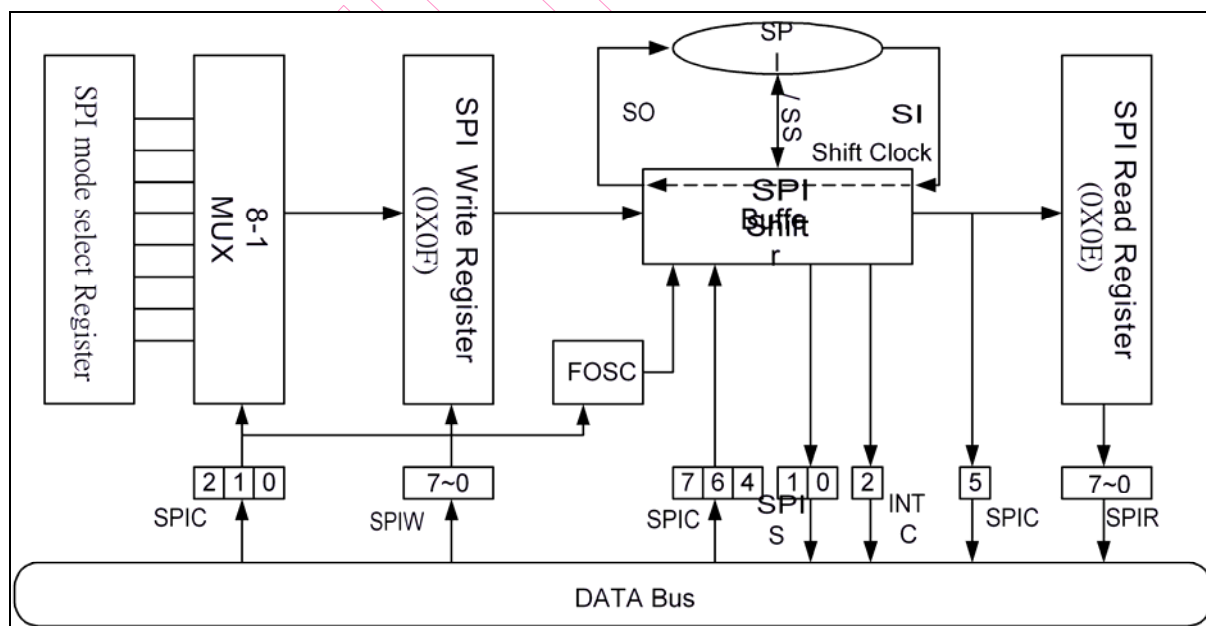 SPI mode select Register
8-1
MUX
SPI Write Register
(0X0F)
SP
I
SO
/SS
SI
Shift Clock
SPI
Buffe
Shift
r
SPI Read Register
(0X0E)
FOSC
2 1 0
SPIC
7~0
SPIW
7 6 4
SPIC
1 0
SPI
S
2
INT
C
5
SPIC
7~0
SPIR
DATA Bus